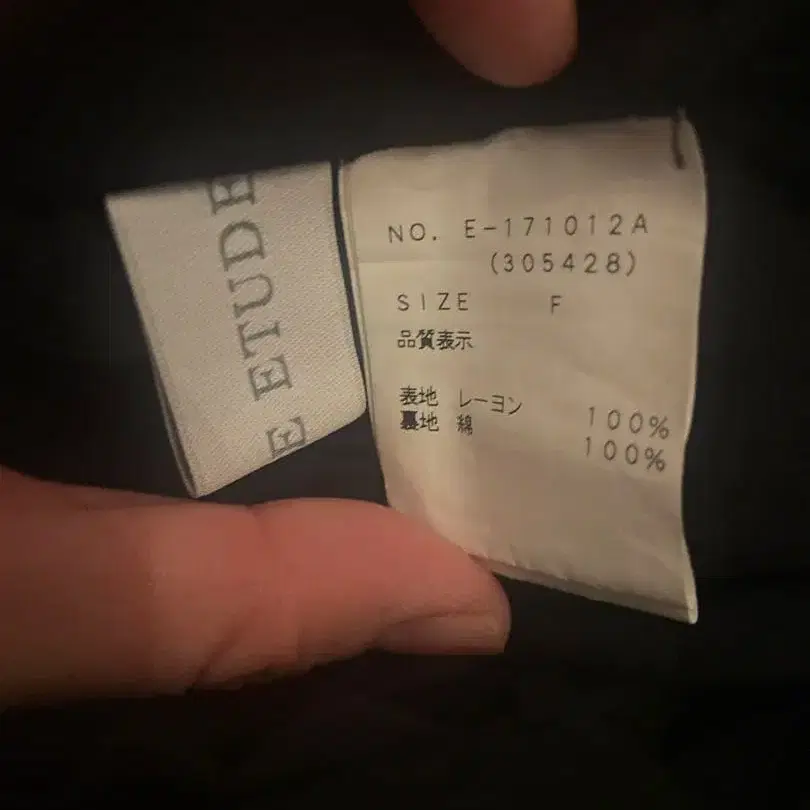 E ETUDE
NO. E-171012A
(305428)
SIZE F
品質表示
表地 レーヨン 100%
裏地 綿 100%